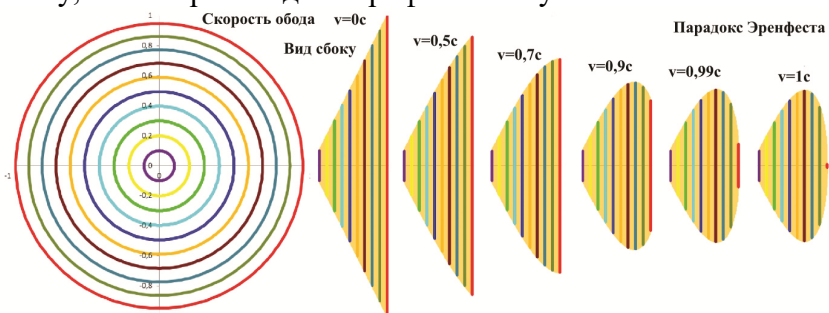 Скорость обода v=0c
Вид сбоку
v=0,5c
v=0,7c
v=0,9c
v=0,99c
v=1c
Парадокс Эренфеста
1
0,8
0,6
0,4
0,2
0
-0,2
-0,4
-0,6
-0,8
-1
0